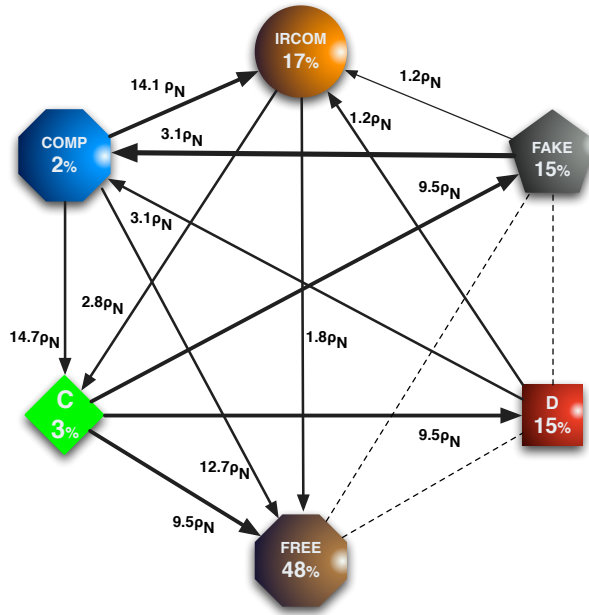 IRCOM
17%
14.1 ρN
1.2ρN
COMP
2%
3.1ρN
1.2ρN
FAKE
15%
9.5ρN
3.1ρN
2.8ρN
14.7ρN
1.8ρN
C
3%
D
15%
9.5ρN
12.7ρN
9.5ρN
FREE
48%